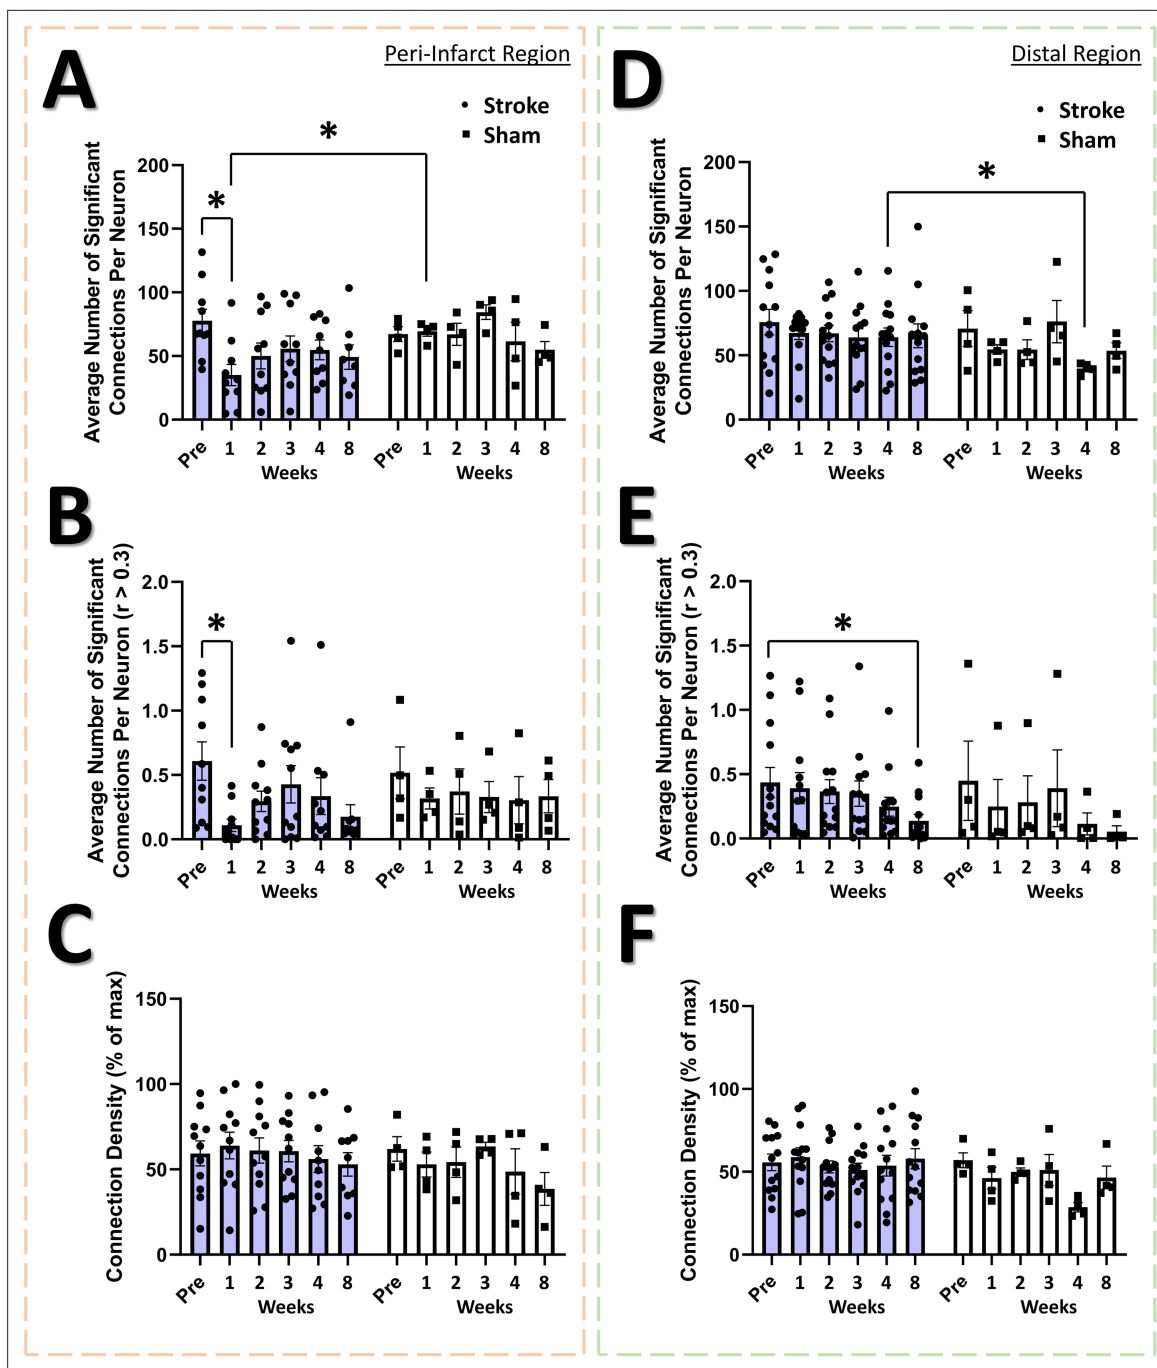 A
Peri-Infarct Region
Stroke
Sham
*
*
Average Number of Significant
Connections Per Neuron
200
150
100
50
0
Pre 1 2 3 4 8 Pre 1 2 3 4 8
Weeks Weeks
B
Average Number of Significant
Connections Per Neuron (r > 0.3)
2.0
1.5
1.0
0.5
0.0
*
Pre 1 2 3 4 8 Pre 1 2 3 4 8
Weeks Weeks
C
Connection Density (% of max)
150
100
50
0
Pre 1 2 3 4 8 Pre 1 2 3 4 8
Weeks Weeks
D
Distal Region
Stroke
Sham
*
Average Number of Significant
Connections Per Neuron
200
150
100
50
0
Pre 1 2 3 4 8 Pre 1 2 3 4 8
Weeks Weeks
E
Average Number of Significant
Connections Per Neuron (r > 0.3)
2.0
1.5
1.0
0.5
0.0
*
Pre 1 2 3 4 8 Pre 1 2 3 4 8
Weeks Weeks
F
Connection Density (% of max)
150
100
50
0
Pre 1 2 3 4 8 Pre 1 2 3 4 8
Weeks Weeks